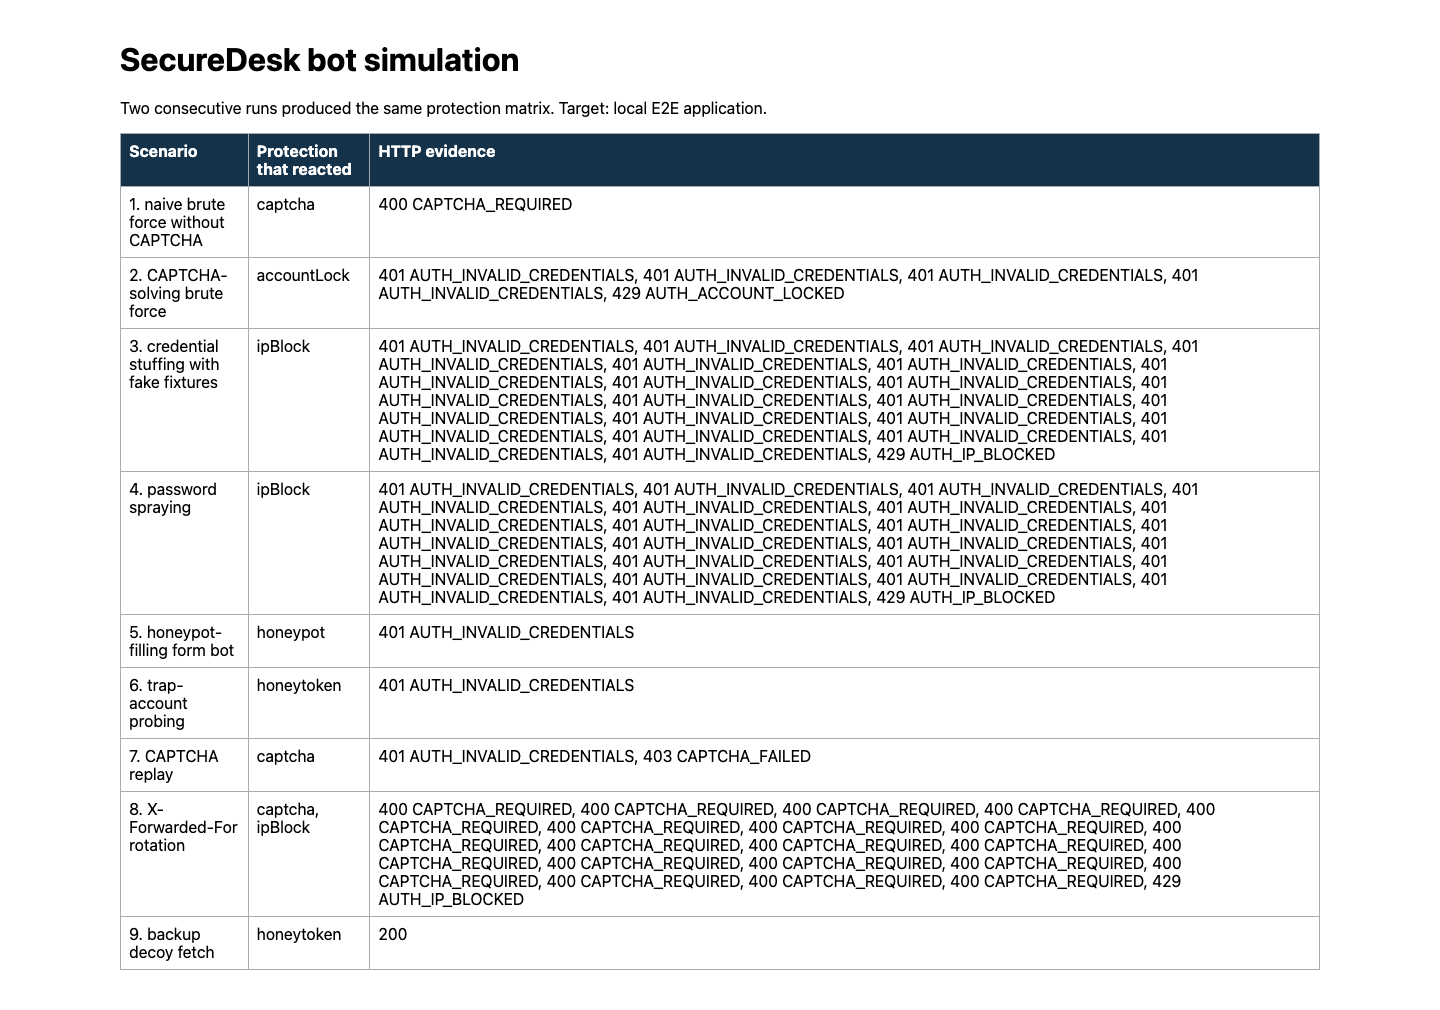 SecureDesk bot simulation
Two consecutive runs produced the same protection matrix. Target: local E2E application.
Scenario
Protection
that reacted
HTTP evidence
1. naive brute
force without
CAPTCHA
captcha
400 CAPTCHA_REQUIRED
2. CAPTCHA-
solving brute
force
accountLock
401 AUTH_INVALID_CREDENTIALS, 401 AUTH_INVALID_CREDENTIALS, 401 AUTH_INVALID_CREDENTIALS, 401
AUTH_INVALID_CREDENTIALS, 429 AUTH_ACCOUNT_LOCKED
3. credential
stuffing with
fake fixtures
ipBlock
401 AUTH_INVALID_CREDENTIALS, 401 AUTH_INVALID_CREDENTIALS, 401 AUTH_INVALID_CREDENTIALS, 401
AUTH_INVALID_CREDENTIALS, 401 AUTH_INVALID_CREDENTIALS, 401 AUTH_INVALID_CREDENTIALS, 401
AUTH_INVALID_CREDENTIALS, 401 AUTH_INVALID_CREDENTIALS, 401 AUTH_INVALID_CREDENTIALS, 401
AUTH_INVALID_CREDENTIALS, 401 AUTH_INVALID_CREDENTIALS, 401 AUTH_INVALID_CREDENTIALS, 401
AUTH_INVALID_CREDENTIALS, 401 AUTH_INVALID_CREDENTIALS, 401 AUTH_INVALID_CREDENTIALS, 401
AUTH_INVALID_CREDENTIALS, 401 AUTH_INVALID_CREDENTIALS, 401 AUTH_INVALID_CREDENTIALS, 401
AUTH_INVALID_CREDENTIALS, 401 AUTH_INVALID_CREDENTIALS, 429 AUTH_IP_BLOCKED
4. password
spraying
ipBlock
401 AUTH_INVALID_CREDENTIALS, 401 AUTH_INVALID_CREDENTIALS, 401 AUTH_INVALID_CREDENTIALS, 401
AUTH_INVALID_CREDENTIALS, 401 AUTH_INVALID_CREDENTIALS, 401 AUTH_INVALID_CREDENTIALS, 401
AUTH_INVALID_CREDENTIALS, 401 AUTH_INVALID_CREDENTIALS, 401 AUTH_INVALID_CREDENTIALS, 401
AUTH_INVALID_CREDENTIALS, 401 AUTH_INVALID_CREDENTIALS, 401 AUTH_INVALID_CREDENTIALS, 401
AUTH_INVALID_CREDENTIALS, 401 AUTH_INVALID_CREDENTIALS, 401 AUTH_INVALID_CREDENTIALS, 401
AUTH_INVALID_CREDENTIALS, 401 AUTH_INVALID_CREDENTIALS, 401 AUTH_INVALID_CREDENTIALS, 401
AUTH_INVALID_CREDENTIALS, 401 AUTH_INVALID_CREDENTIALS, 429 AUTH_IP_BLOCKED
5. honeypot-
filling form bot
honeypot
401 AUTH_INVALID_CREDENTIALS
6. trap-
account
probing
honeytoken
401 AUTH_INVALID_CREDENTIALS
7. CAPTCHA
replay
captcha
401 AUTH_INVALID_CREDENTIALS, 403 CAPTCHA_FAILED
8. X-
Forwarded-For
rotation
captcha,
ipBlock
400 CAPTCHA_REQUIRED, 400 CAPTCHA_REQUIRED, 400 CAPTCHA_REQUIRED, 400 CAPTCHA_REQUIRED, 400
CAPTCHA_REQUIRED, 400 CAPTCHA_REQUIRED, 400 CAPTCHA_REQUIRED, 400 CAPTCHA_REQUIRED, 400
CAPTCHA_REQUIRED, 400 CAPTCHA_REQUIRED, 400 CAPTCHA_REQUIRED, 400 CAPTCHA_REQUIRED, 400
CAPTCHA_REQUIRED, 400 CAPTCHA_REQUIRED, 400 CAPTCHA_REQUIRED, 400 CAPTCHA_REQUIRED, 400
CAPTCHA_REQUIRED, 400 CAPTCHA_REQUIRED, 400 CAPTCHA_REQUIRED, 400 CAPTCHA_REQUIRED, 429
AUTH_IP_BLOCKED
9. backup
decoy fetch
honeytoken
200